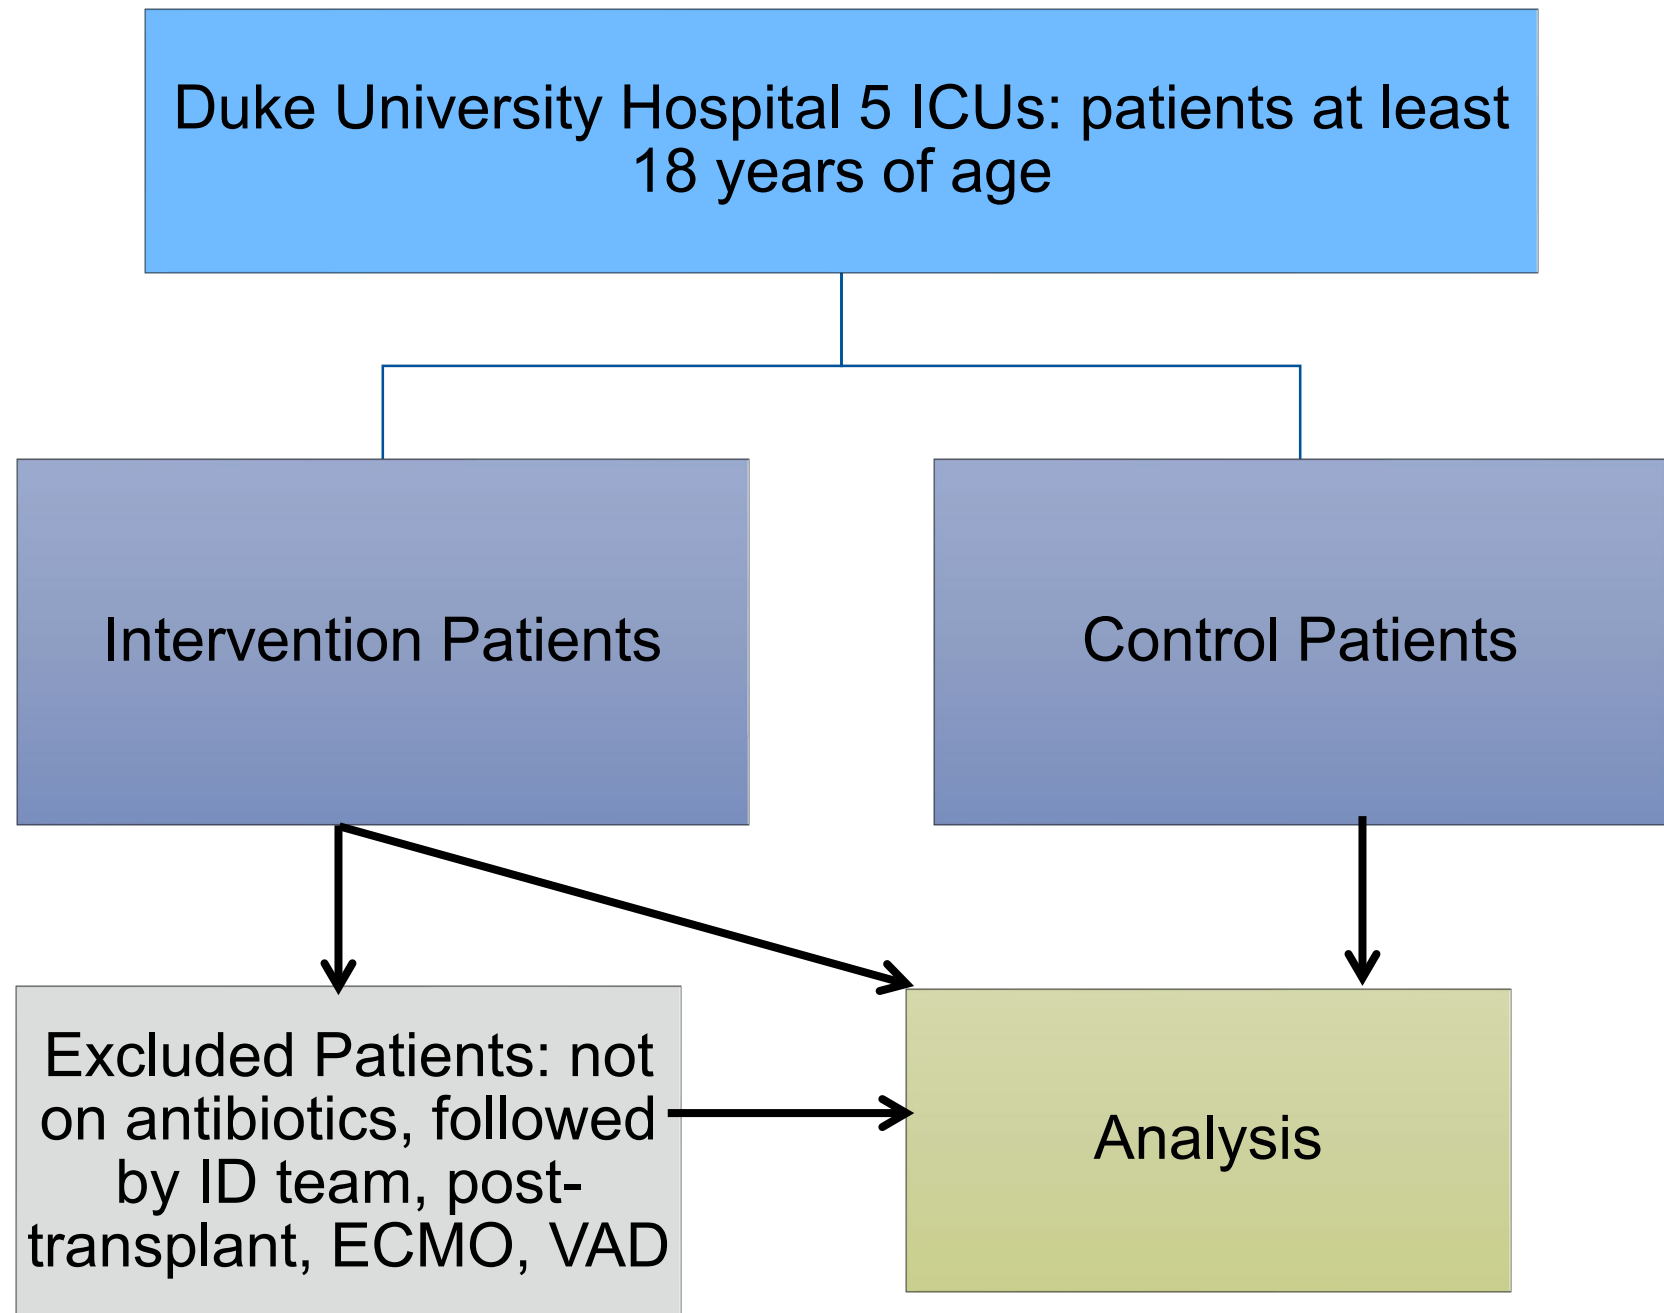 Duke University Hospital 5 ICUs: patients at least
18 years of age
Intervention Patients
Control Patients
Excluded Patients: not
on antibiotics, followed
by ID team, post-
transplant, ECMO, VAD
Analysis